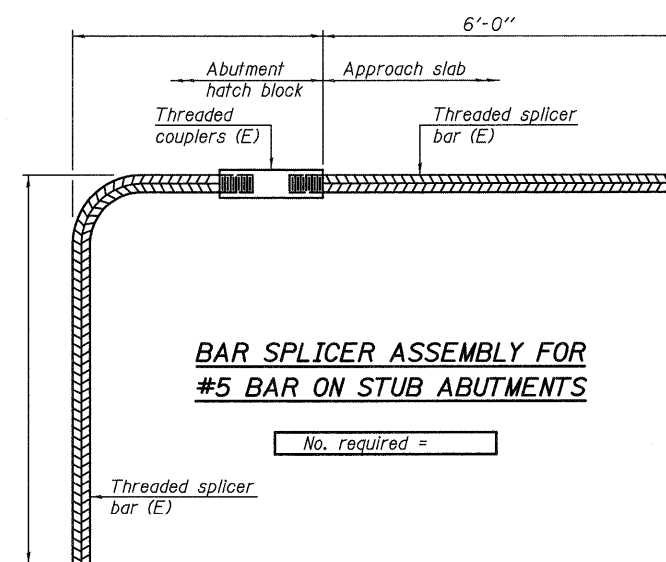 6'-0"
Abutment
hatch block
Approach slab
Threaded
couplers (E)
Threaded splicer
bar (E)
BAR SPLICER ASSEMBLY FOR
#5 BAR ON STUB ABUTMENTS
No. required =
Threaded splicer
bar (E)